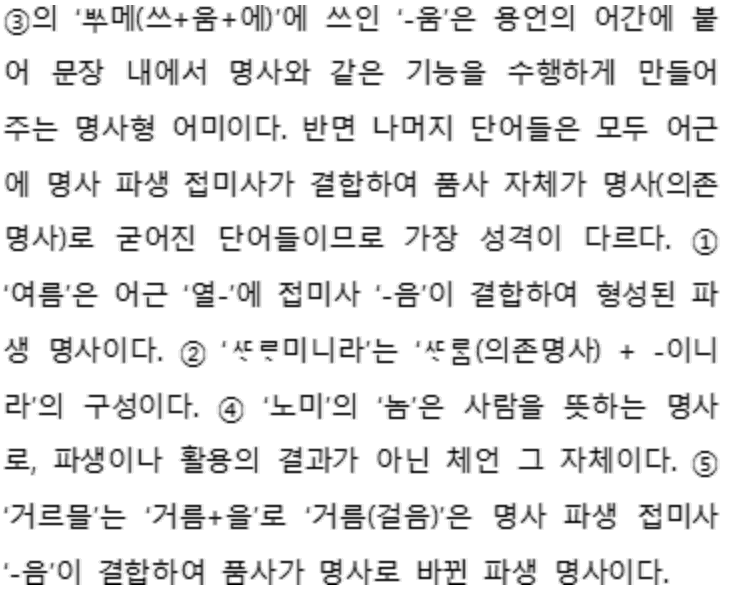 ③의 ‘ᄡᅮ메(쓰+움+에)’에 쓰인 ‘-움’은 용언의 어간에 붙
어 문장 내에서 명사와 같은 기능을 수행하게 만들어
주는 명사형 어미이다. 반면 나머지 단어들은 모두 어근
에 명사 파생 접미사가 결합하여 품사 자체가 명사(의존
명사)로 굳어진 단어들이므로 가장 성격이 다르다. ①
‘여름’은 어근 ‘열-’에 접미사 ‘-음’이 결합하여 형성된 파
생 명사이다. ② ‘ᄯᆞᄅᆞ미니라’는 ‘ᄯᆞᄅᆞᆷ(의존명사) + -이니
라’의 구성이다. ④ ‘노미’의 ‘놈’은 사람을 뜻하는 명사
로, 파생이나 활용의 결과가 아닌 체언 그 자체이다. ⑤
‘거르믈’는 ‘거름+을’로 ‘거름(걸음)’은 명사 파생 접미사
‘-음’이 결합하여 품사가 명사로 바뀐 파생 명사이다.